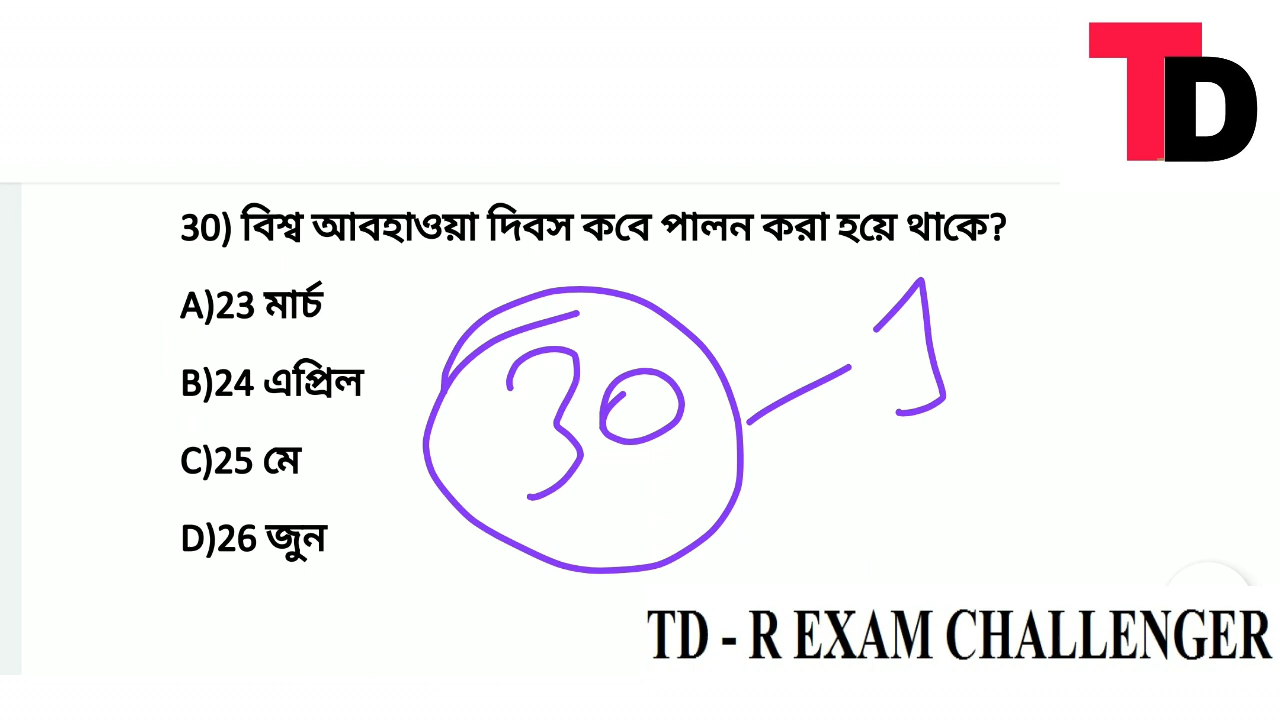 TD
30) বিশ্ব আবহাওয়া দিবস কবে পালন করা হয়ে থাকে?
A)23 মার্চ
B)24 এপ্রিল
C)25 মে
D)26 জুন
30 - 1
TD - R EXAM CHALLENGER